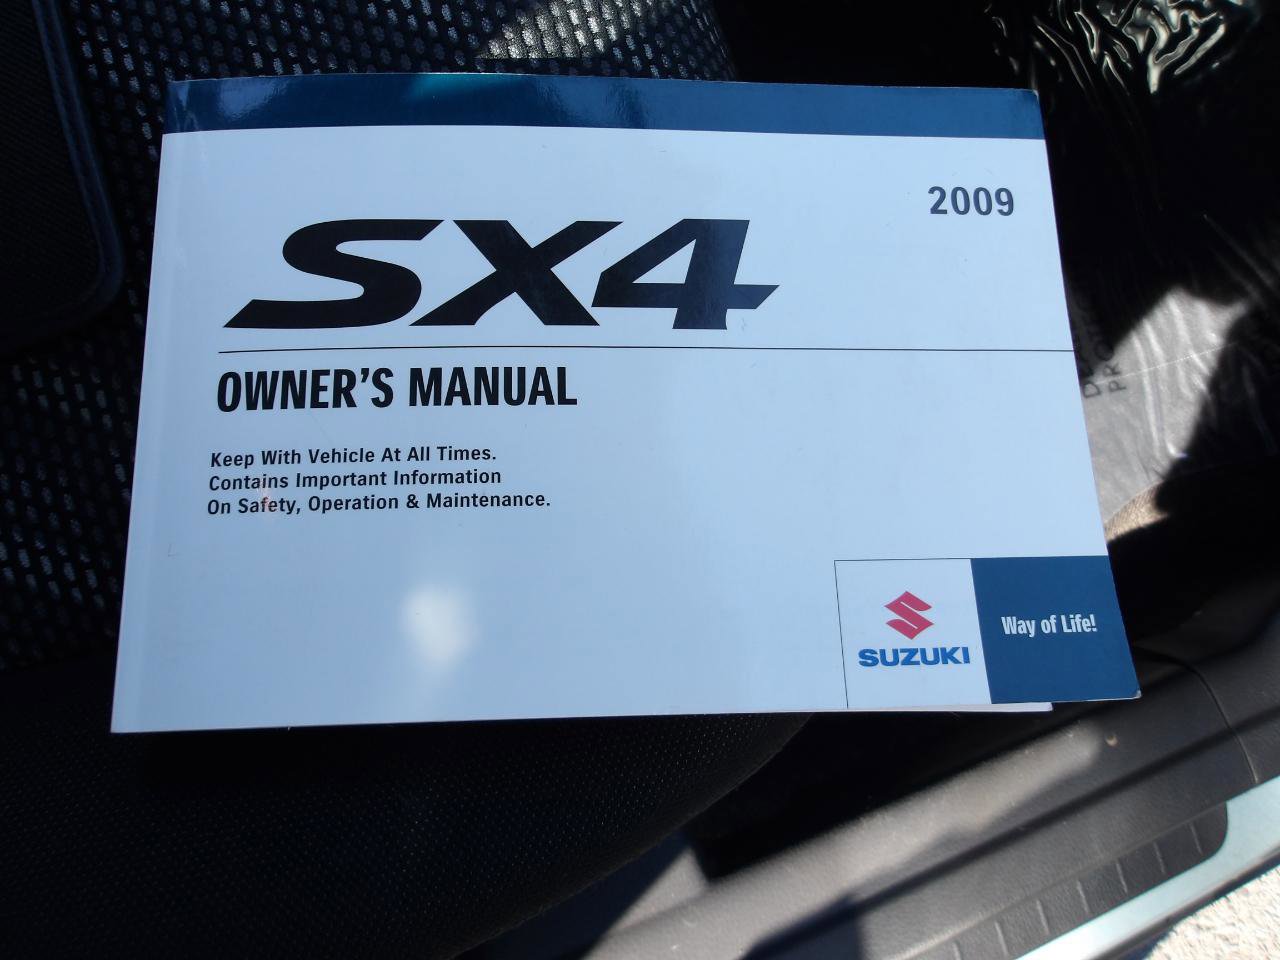 2009
SX4
OWNER'S MANUAL
Keep With Vehicle At All Times.
Contains Important Information
On Safety, Operation & Maintenance.
SUZUKI
Way of Life!